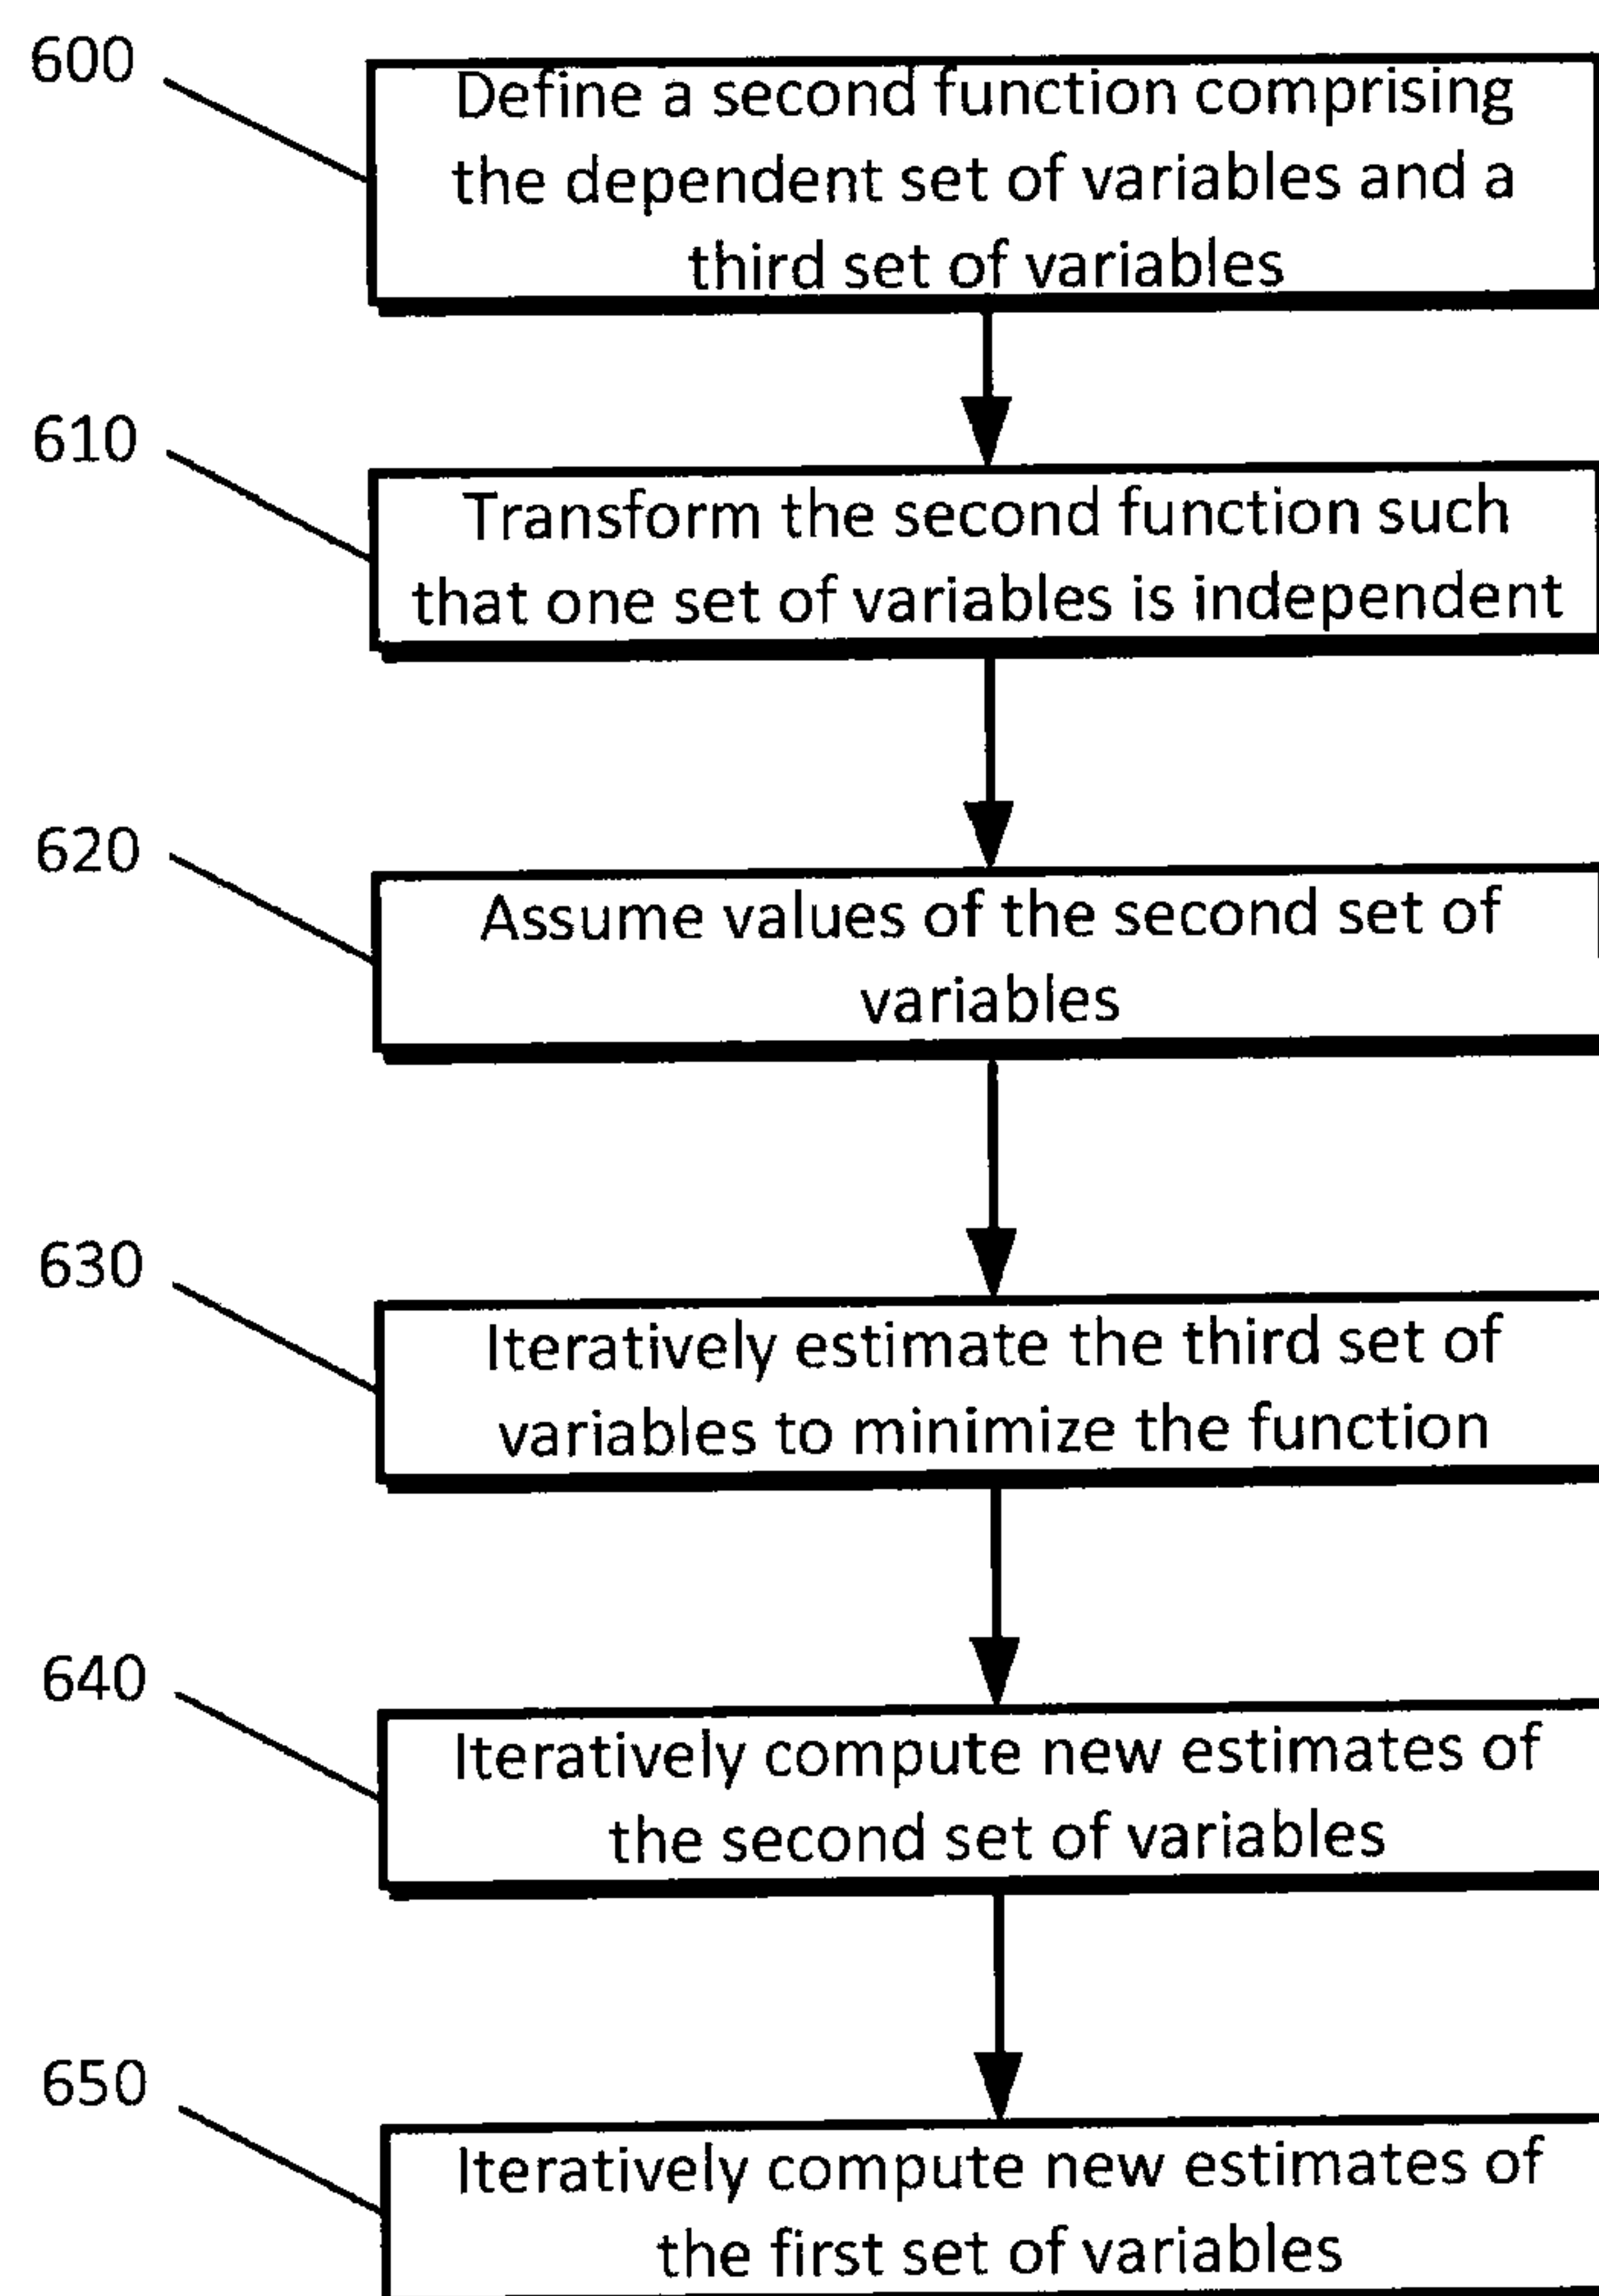 600
Define a second function comprising
the dependent set of variables and a
third set of variables
610
Transform the second function such
that one set of variables is independent
620
Assume values of the second set of
variables
630
Iteratively estimate the third set of
variables to minimize the function
640
Iteratively compute new estimates of
the second set of variables
650
Iteratively compute new estimates of
the first set of variables